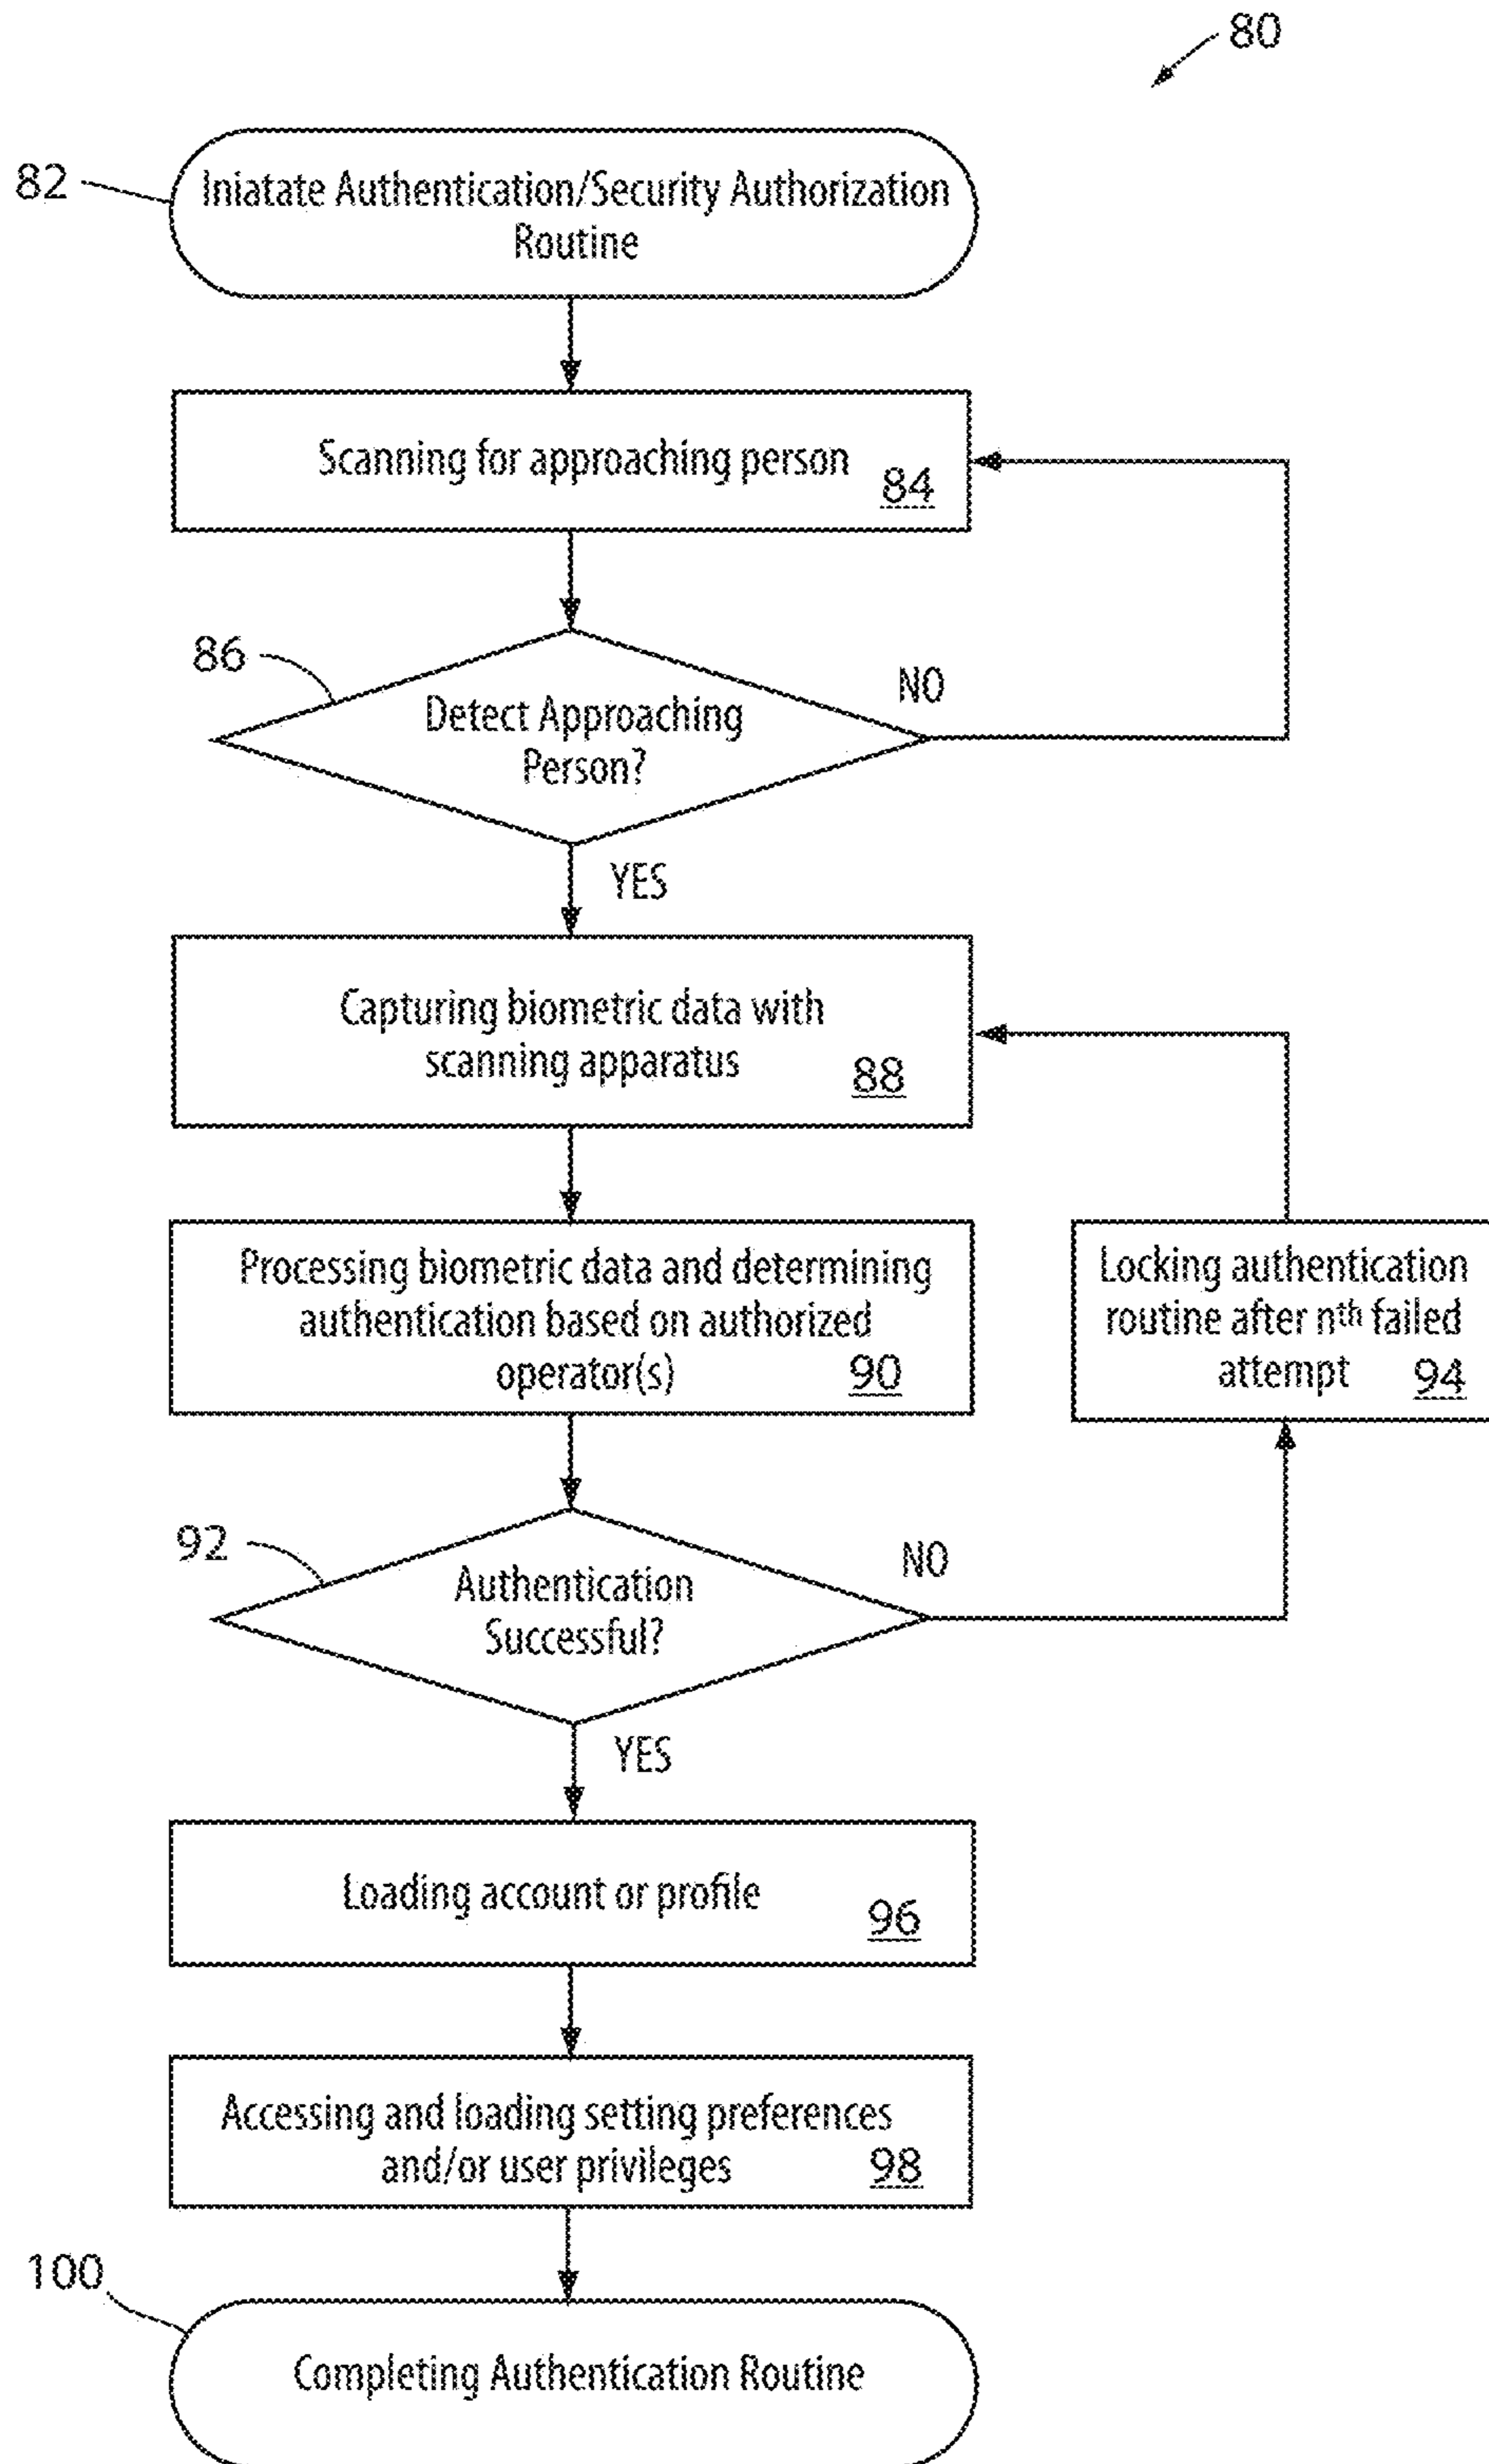 80
82
Iniatate Authentication/Security Authorization
Routine
Scanning for approaching person
84
86
Detect Approaching
Person?
NO
YES
Capturing biometric data with
scanning apparatus
88
Processing biometric data and determining
authentication based on authorized
operator(s)
90
Locking authentication
routine after nth failed
attempt
94
92
Authentication
Successful?
NO
YES
Loading account or profile
96
Accessing and loading setting preferences
and/or user privileges
98
100
Completing Authentication Routine